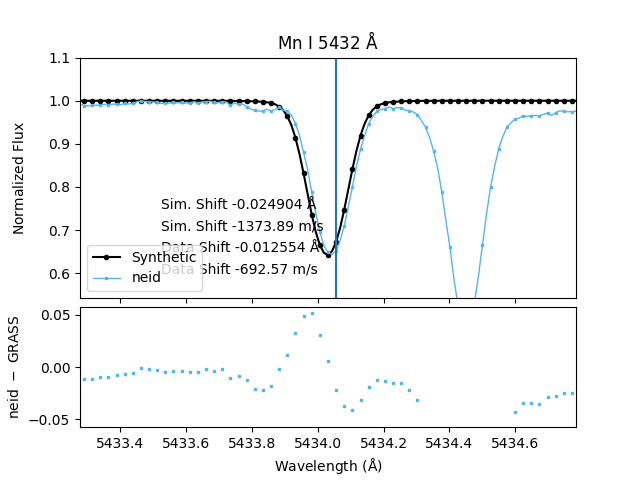 Mn I 5432 Å
Normalized Flux
1.1
1.0
0.9
0.8
0.7
0.6
Sim. Shift -0.024904 Å
Sim. Shift -1373.89 m/s
Data Shift -0.012554 Å
Data Shift -692.57 m/s
Synthetic
neid
neid − GRASS
0.05
0.00
−0.05
5433.4 5433.6 5433.8 5434.0 5434.2 5434.4 5434.6
Wavelength (Å)